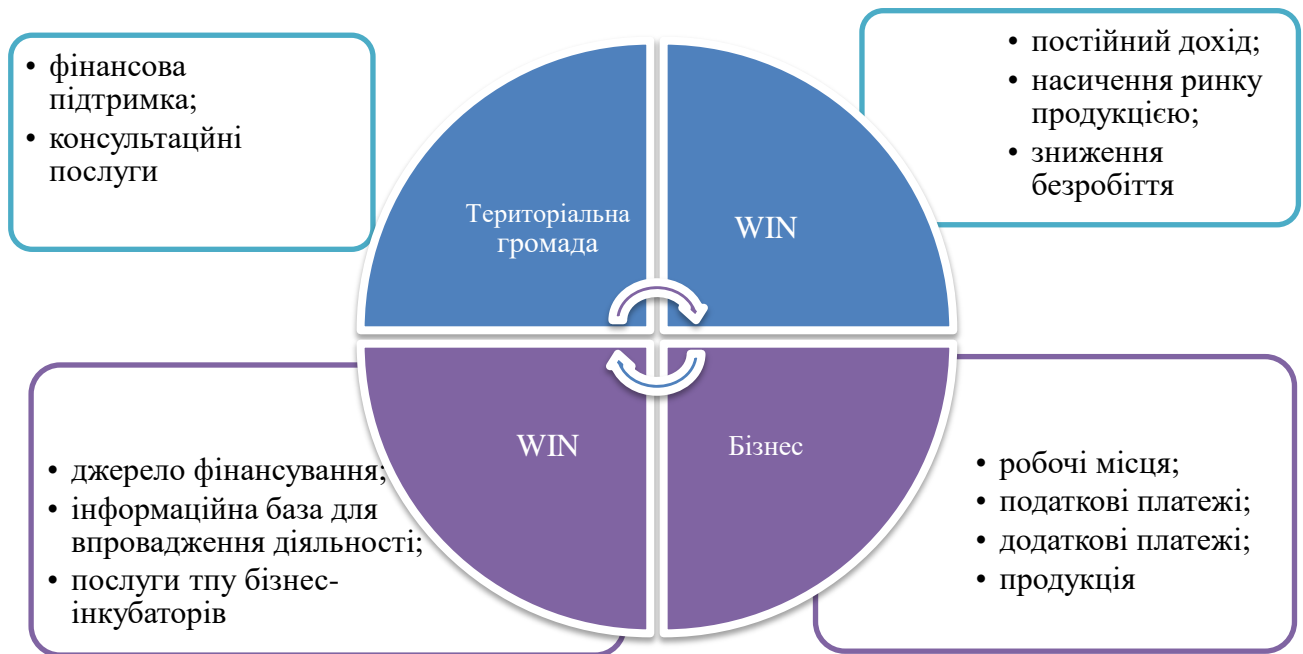 • фінансова
підтримка;
• консультаційні
послуги
• постійний дохід;
• насичення ринку
продукцією;
• зниження
безробіття
Територіальна
громада
WIN
WIN
Бізнес
• джерело фінансування;
• інформаційна база для
впровадження діяльності;
• послуги тпу бізнес-
інкубаторів
• робочі місця;
• податкові платежі;
• додаткові платежі;
• продукція